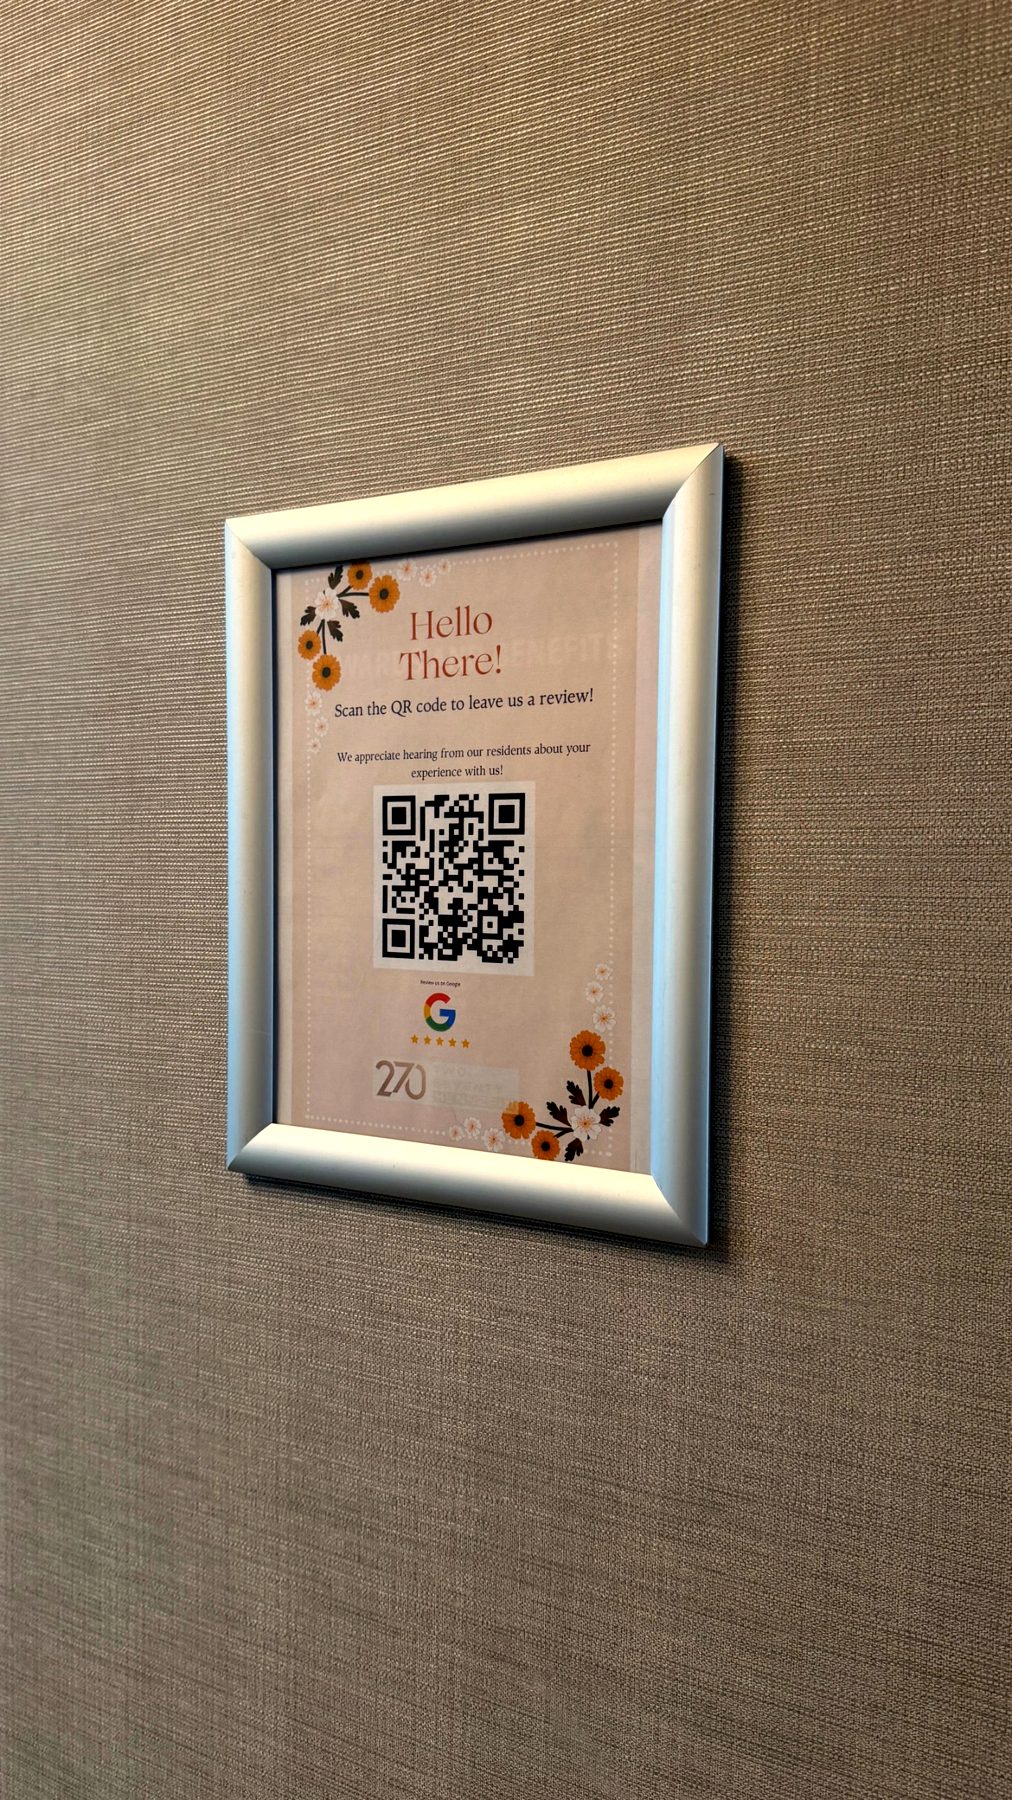 Hello
There!
Scan the QR code to leave us a review!
We appreciate hearing from our residents about your
experience with us!
Review us on Google
G
270
TWO